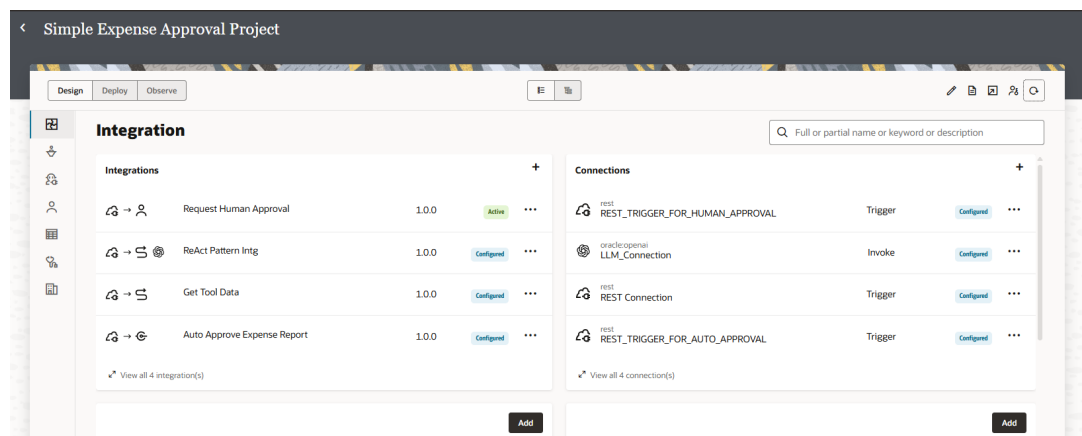 Simple Expense Approval Project
Design Deploy Observe
Integration
Full or partial name or keyword or description
Integrations +
Request Human Approval 1.0.0 Active ...
ReAct Pattern Intg 1.0.0 Configured ...
Get Tool Data 1.0.0 Configured ...
Auto Approve Expense Report 1.0.0 Configured ...
View all 4 integration(s)
Add
Connections +
rest
REST_TRIGGER_FOR_HUMAN_APPROVAL Trigger Configured ...
oracle:openai
LLM_Connection Invoke Configured ...
rest
REST Connection Trigger Configured ...
rest
REST_TRIGGER_FOR_AUTO_APPROVAL Trigger Configured ...
View all 4 connection(s)
Add